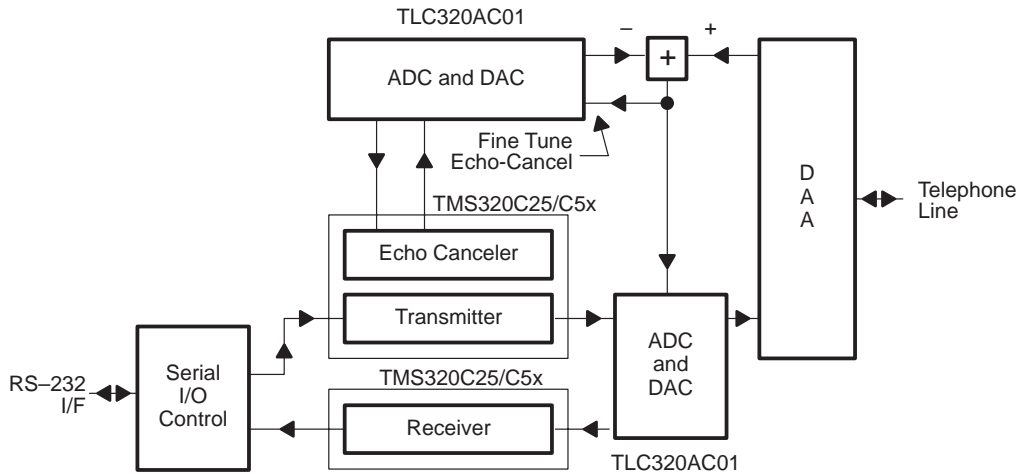 TLC320AC01
ADC and DAC
– +
+
Fine Tune
Echo-Cancel
D
A
A
Telephone
Line
TMS320C25/C5x
Echo Canceler
Transmitter
ADC
and
DAC
RS–232
I/F
Serial
I/O
Control
TMS320C25/C5x
Receiver
TLC320AC01